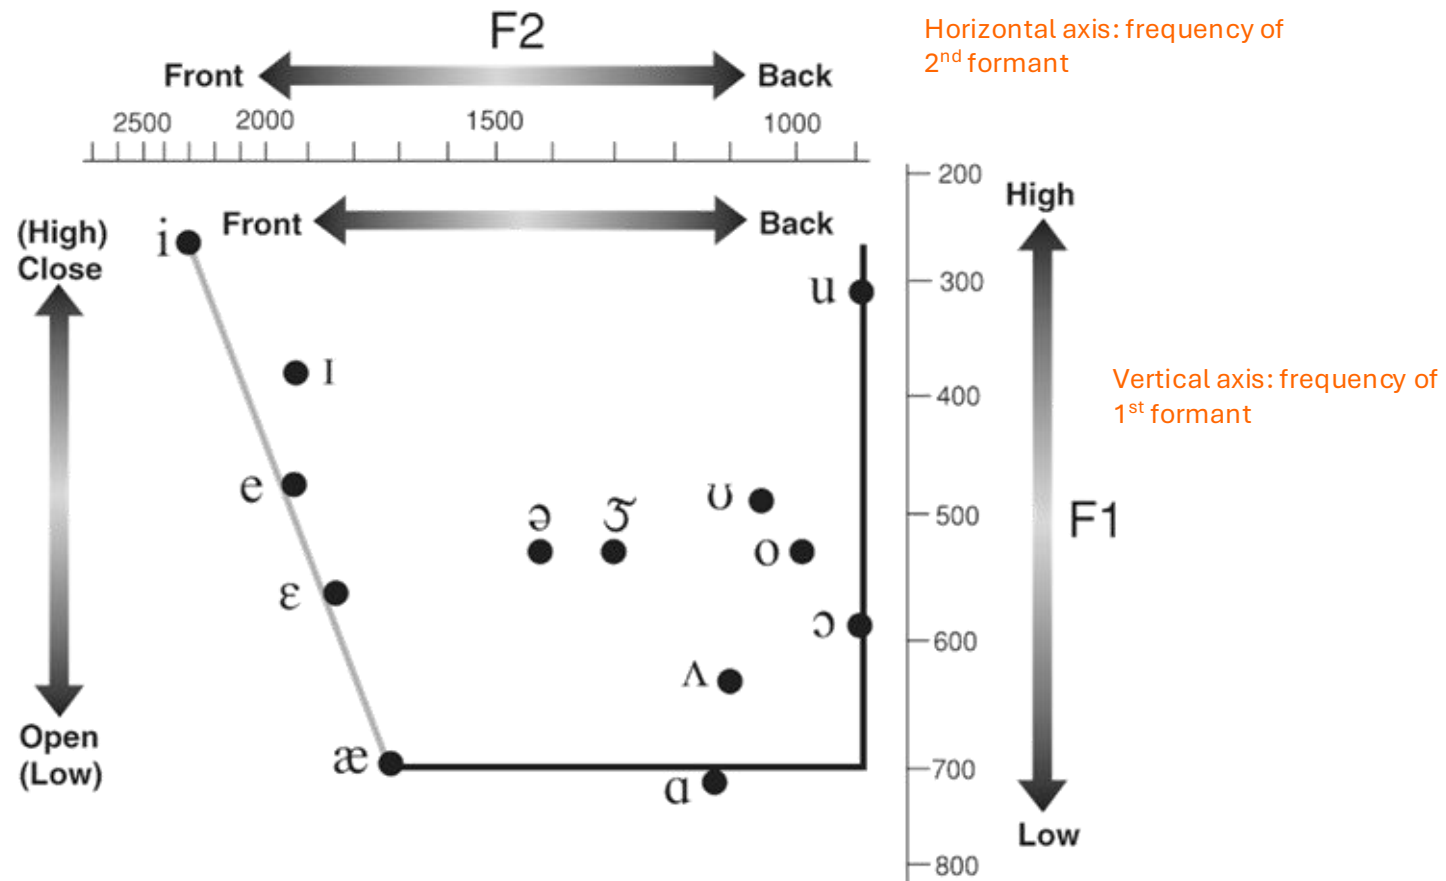 F2
Horizontal axis: frequency of
2nd formant
Front Back
2500 2000 1500 1000
200
High
Front Back
(High)
Close
i
300
u
ɪ
400
Vertical axis: frequency of
1st formant
e
ʊ
500
F1
ə ɝ
o
ɛ
ɔ
600
ʌ
æ
700
Open
(Low)
ɑ
Low
800